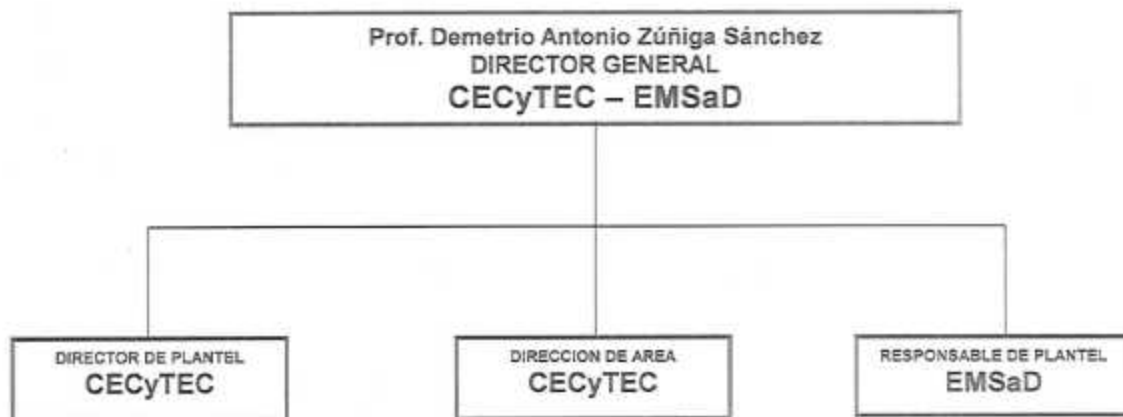 Prof. Demetrio Antonio Zúñiga Sánchez
DIRECTOR GENERAL
CECyTEC – EMSaD
DIRECTOR DE PLANTEL
CECyTEC
DIRECCION DE AREA
CECyTEC
RESPONSABLE DE PLANTEL
EMSaD